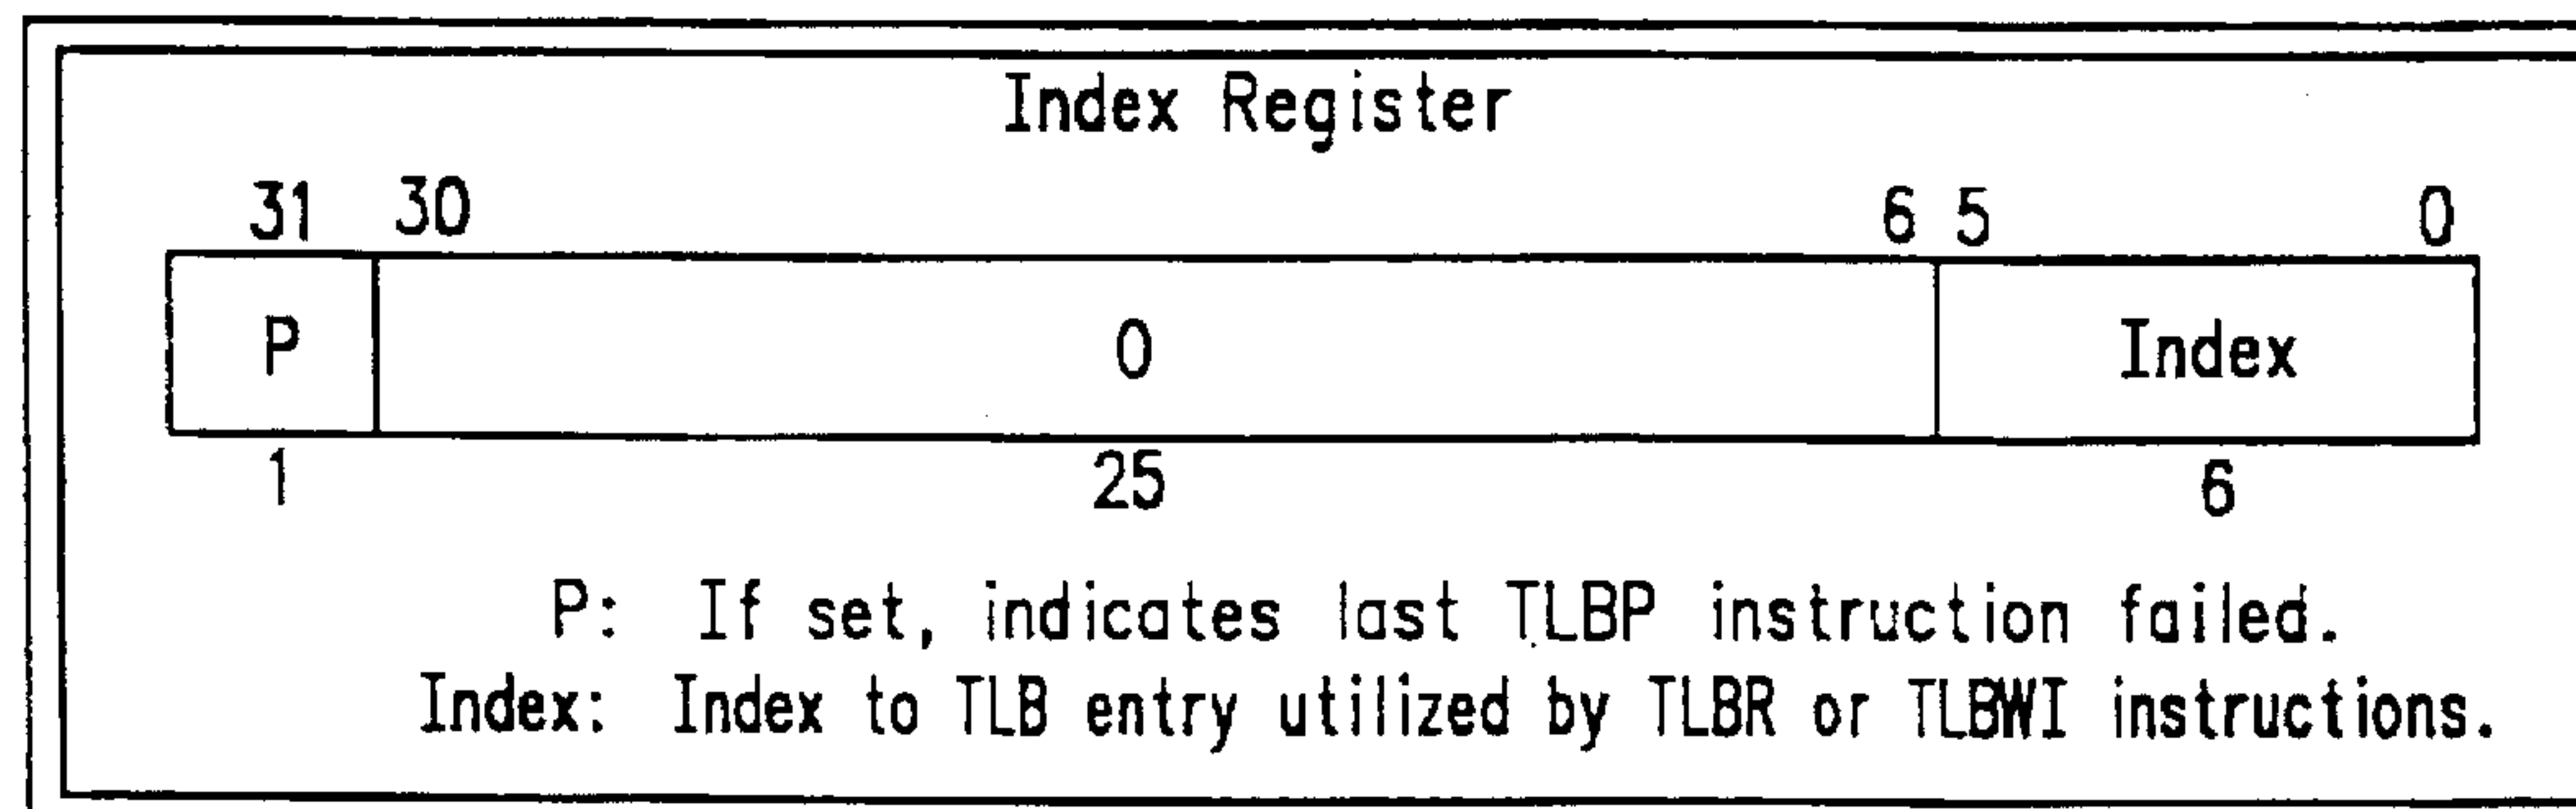 Index Register
31 30 6 5 0
P 0 Index
1 25 6
P: If set, indicates last TLBP instruction failed.
Index: Index to TLB entry utilized by TLBR or TLBWI instructions.